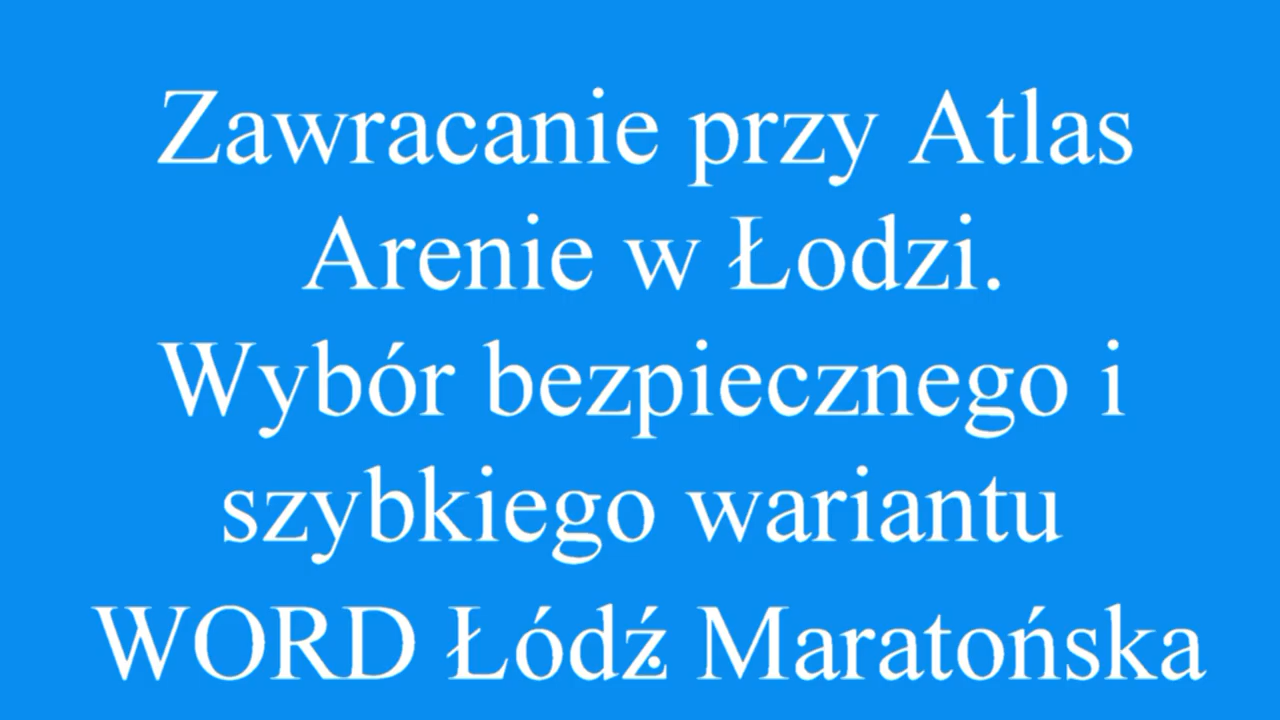 Zawracanie przy Atlas
Arenie w Łodzi.
Wybór bezpiecznego i
szybkiego wariantu
WORD Łódź Maratońska